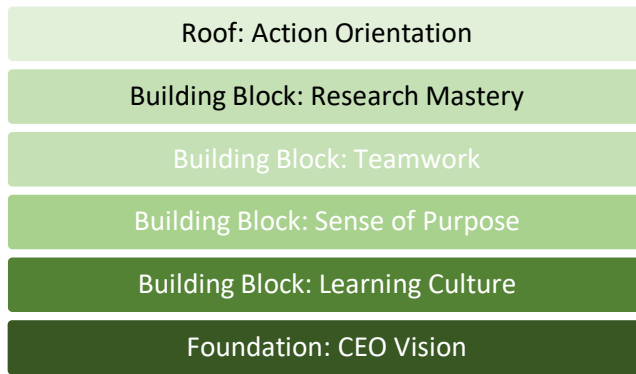 Roof: Action Orientation
Building Block: Research Mastery
Building Block: Teamwork
Building Block: Sense of Purpose
Building Block: Learning Culture
Foundation: CEO Vision